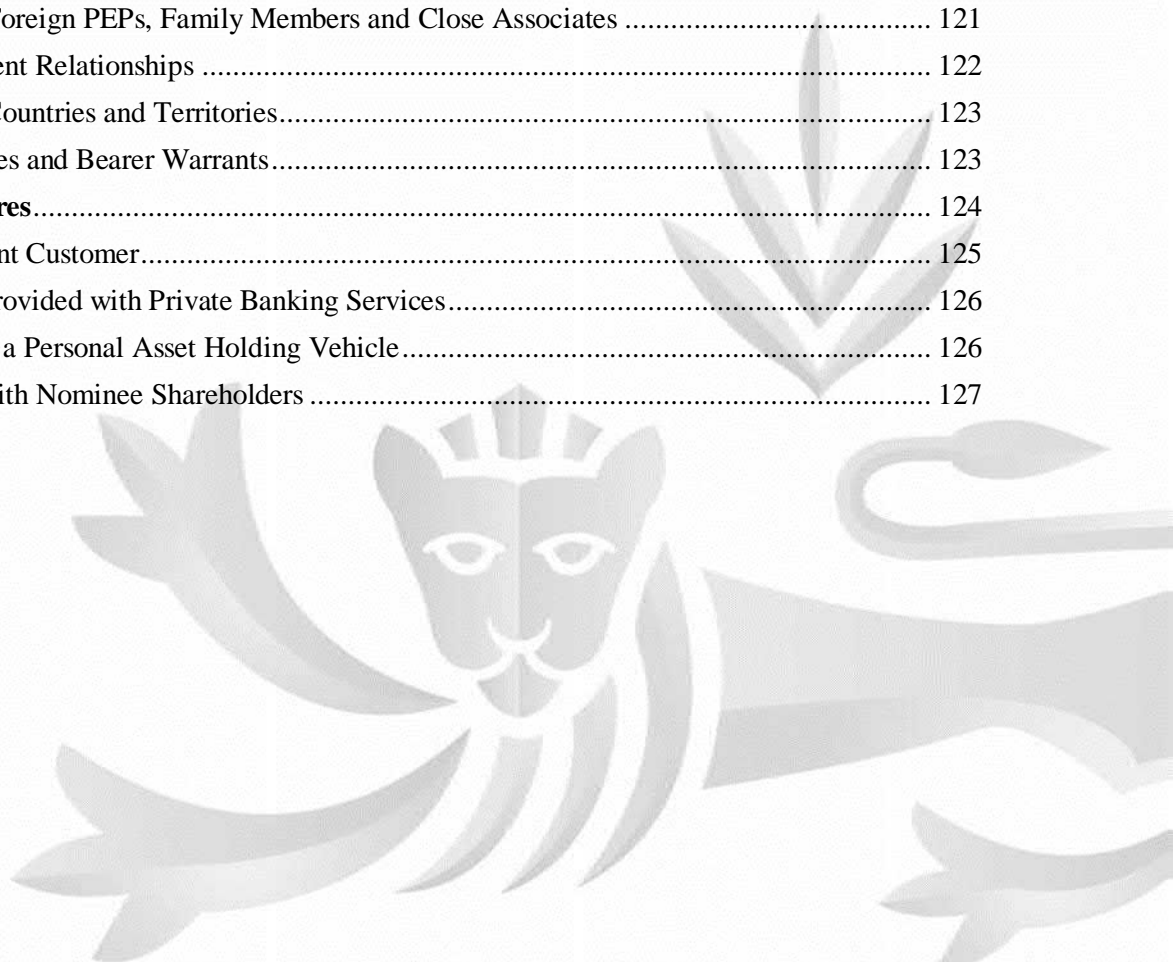 Foreign PEPs, Family Members and Close Associates ........................................ 121
ent Relationships ................................................................................................ 122
Countries and Territories...................................................................................... 123
es and Bearer Warrants........................................................................................ 123
res........................................................................................................................ 124
nt Customer......................................................................................................... 125
rovided with Private Banking Services................................................................ 126
a Personal Asset Holding Vehicle...................................................................... 126
ith Nominee Shareholders .................................................................................. 127